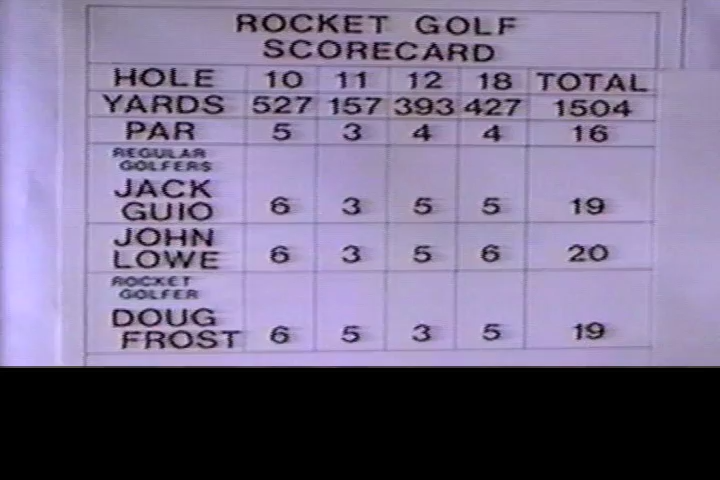 ROCKET GOLF
SCORECARD
HOLE 10 11 12 18 TOTAL
YARDS 527 157 393 427 1504
PAR 5 3 4 4 16
REGULAR
GOLFERS
JACK
GUIO 6 3 5 5 19
JOHN
LOWE 6 3 5 6 20
ROCKET
GOLFER
DOUG
FROST 6 5 3 5 19